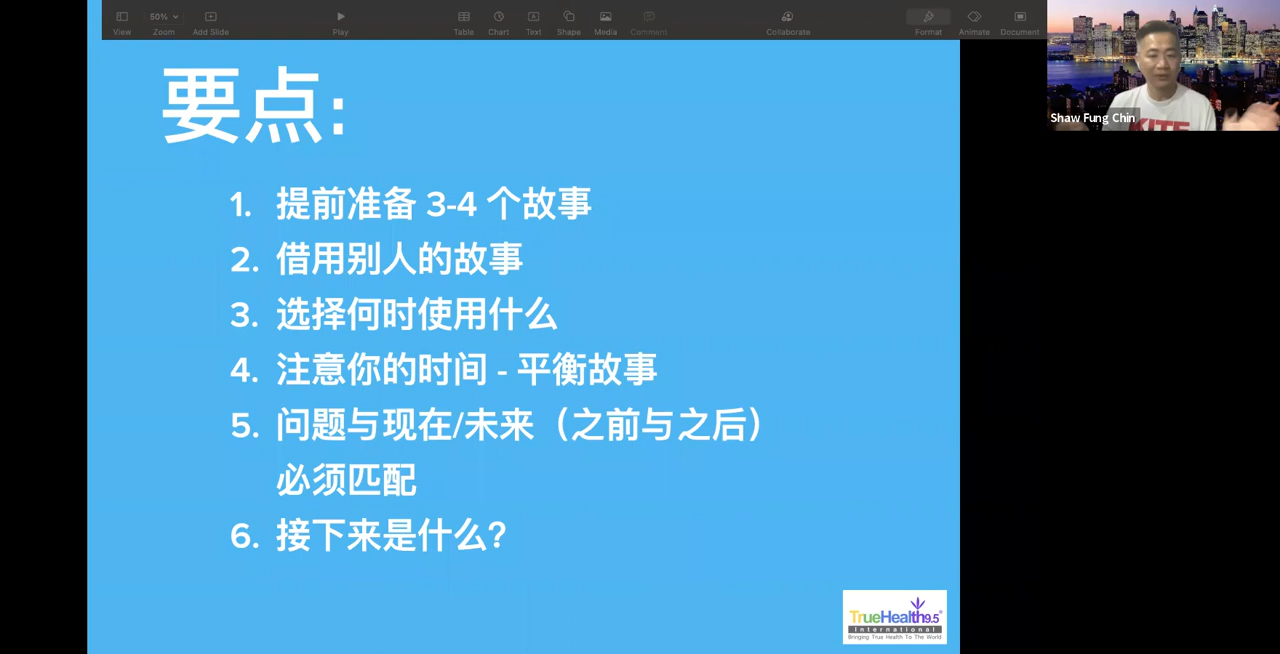 View
50%
Zoom
Add Slide
Play
Table
Chart
Text
Shape
Media
Comment
Collaborate
Format
Animate
Document
Shaw Fung Chin
KITE
要点:
1. 提前准备 3-4 个故事
2. 借用别人的故事
3. 选择何时使用什么
4. 注意你的时间 - 平衡故事
5. 问题与现在/未来（之前与之后）
必须匹配
6. 接下来是什么?
TrueHealth9.5®
International
Bringing True Health To The World